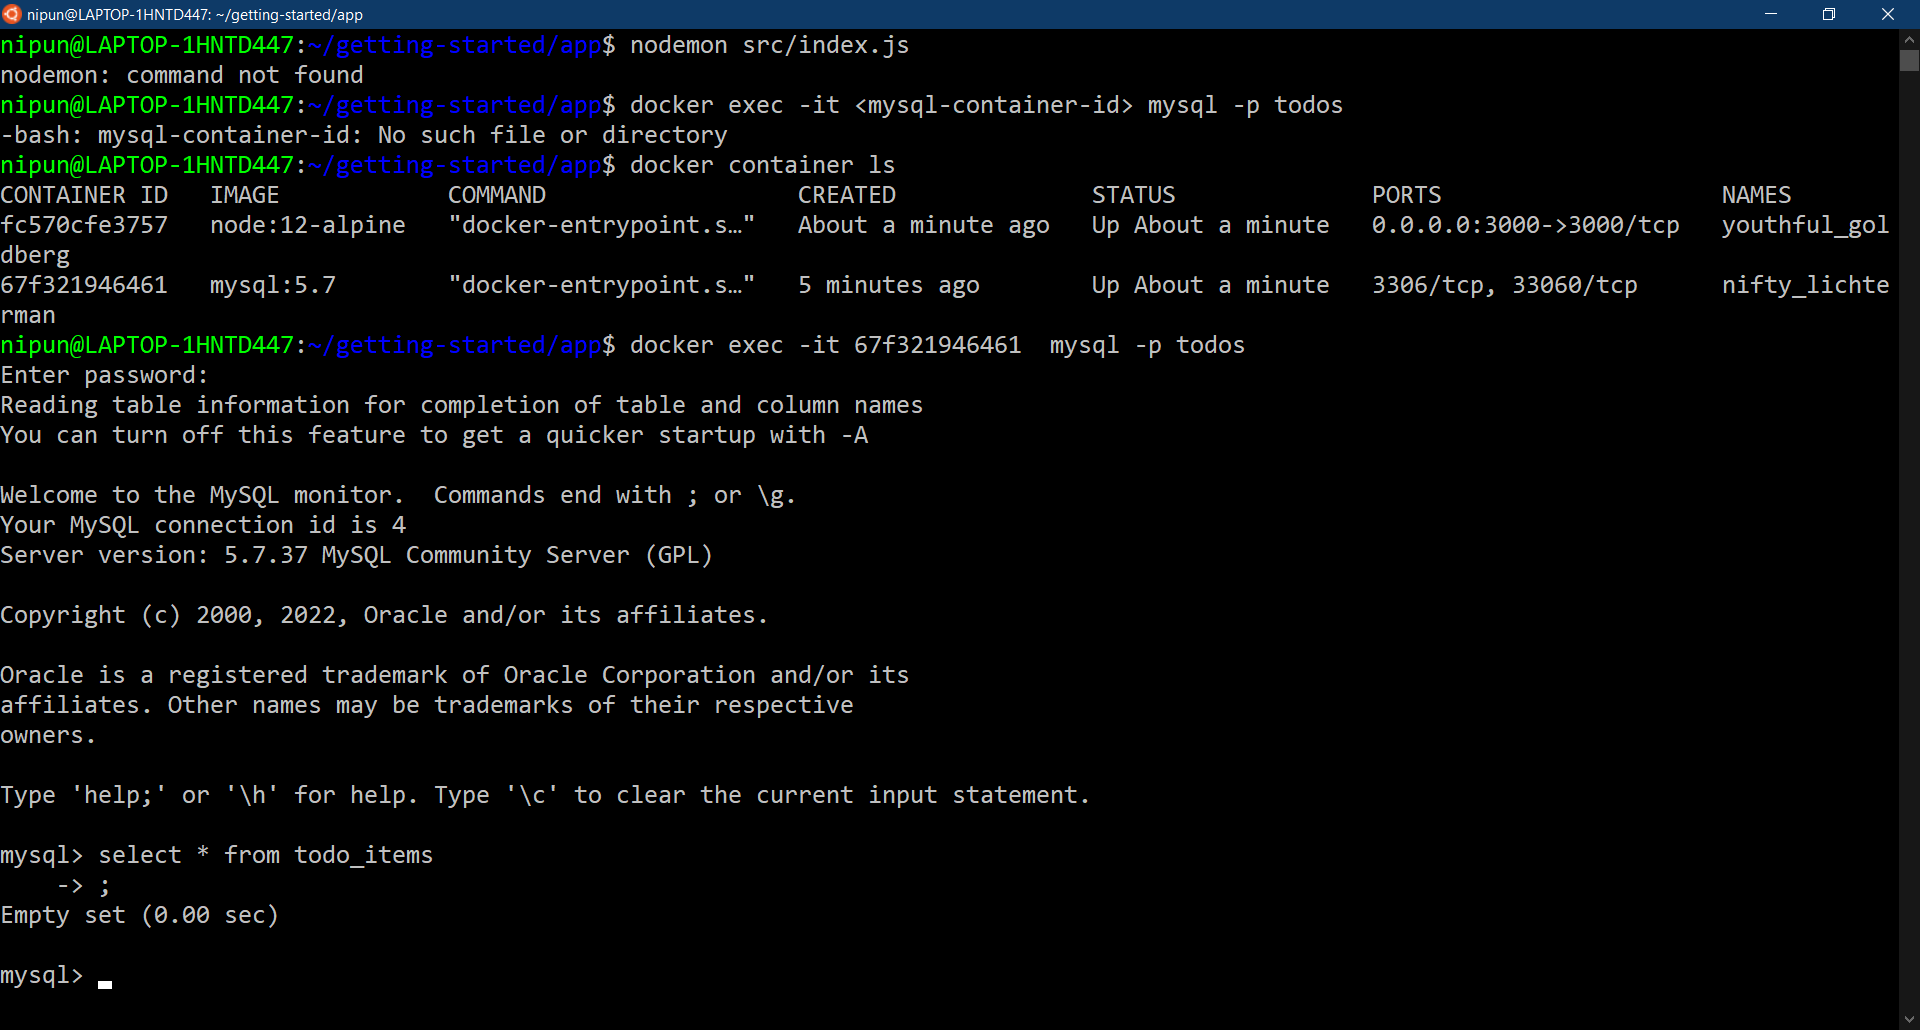 nipun@LAPTOP-1HNTD447: ~/getting-started/app
nipun@LAPTOP-1HNTD447:~/getting-started/app$ nodemon src/index.js
nodemon: command not found
nipun@LAPTOP-1HNTD447:~/getting-started/app$ docker exec -it <mysql-container-id> mysql -p todos
-bash: mysql-container-id: No such file or directory
nipun@LAPTOP-1HNTD447:~/getting-started/app$ docker container ls
CONTAINER ID   IMAGE            COMMAND                  CREATED              STATUS              PORTS                    NAMES
fc570cfe3757   node:12-alpine   "docker-entrypoint.s…"   About a minute ago   Up About a minute   0.0.0.0:3000->3000/tcp   youthful_gol
dberg
67f321946461   mysql:5.7        "docker-entrypoint.s…"   5 minutes ago        Up About a minute   3306/tcp, 33060/tcp      nifty_lichte
rman
nipun@LAPTOP-1HNTD447:~/getting-started/app$ docker exec -it 67f321946461  mysql -p todos
Enter password:
Reading table information for completion of table and column names
You can turn off this feature to get a quicker startup with -A
Welcome to the MySQL monitor.  Commands end with ; or \g.
Your MySQL connection id is 4
Server version: 5.7.37 MySQL Community Server (GPL)
Copyright (c) 2000, 2022, Oracle and/or its affiliates.
Oracle is a registered trademark of Oracle Corporation and/or its
affiliates. Other names may be trademarks of their respective
owners.
Type 'help;' or '\h' for help. Type '\c' to clear the current input statement.
mysql> select * from todo_items
    -> ;
Empty set (0.00 sec)
mysql>